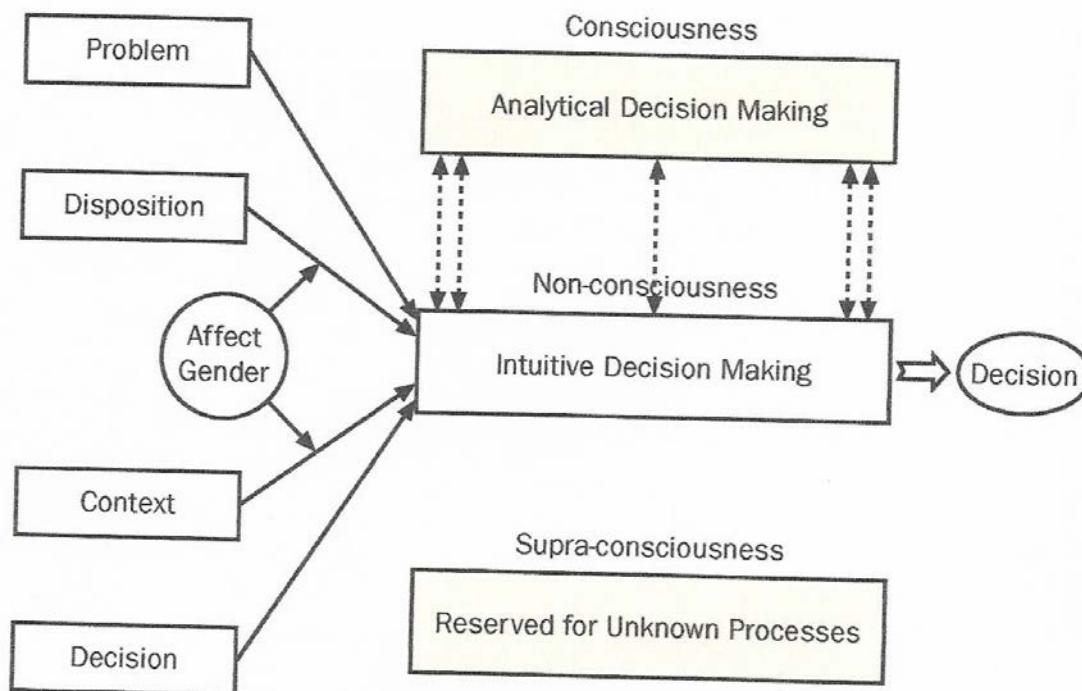 Problem
Disposition
Affect
Gender
Context
Decision
Consciousness
Analytical Decision Making
Non-consciousness
Intuitive Decision Making
Decision
Supra-consciousness
Reserved for Unknown Processes